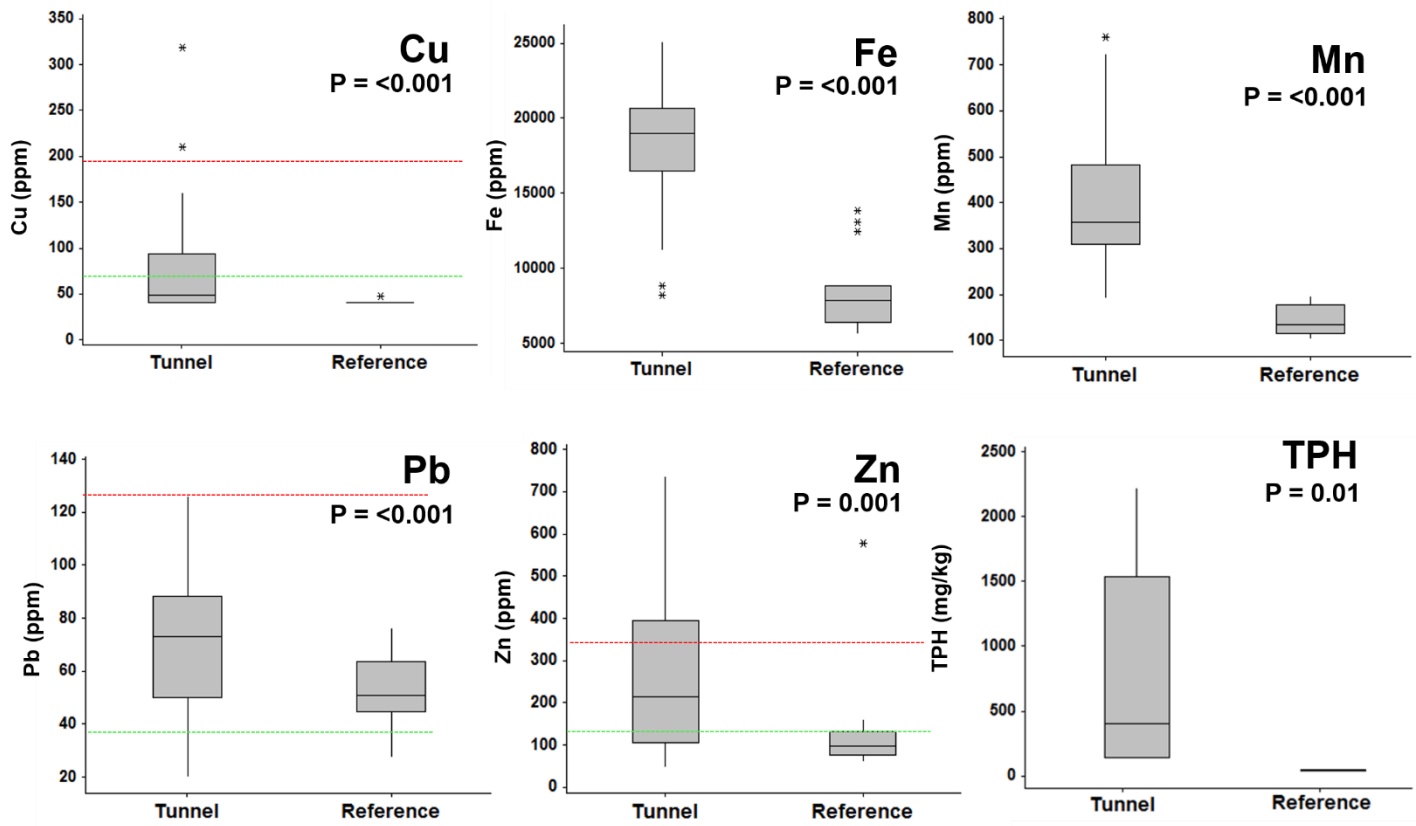 Cu
P = <0.001
Cu (ppm)
350
300
250
200
150
100
50
0
Tunnel
Reference
Fe
P = <0.001
Fe (ppm)
25000
20000
15000
10000
5000
Tunnel
Reference
Mn
P = <0.001
Mn (ppm)
800
700
600
500
400
300
200
100
Tunnel
Reference
Pb
P = <0.001
Pb (ppm)
140
120
100
80
60
40
20
Tunnel
Reference
Zn
P = 0.001
Zn (ppm)
800
700
600
500
400
300
200
100
0
Tunnel
Reference
TPH
P = 0.01
TPH (mg/kg)
2500
2000
1500
1000
500
0
Tunnel
Reference